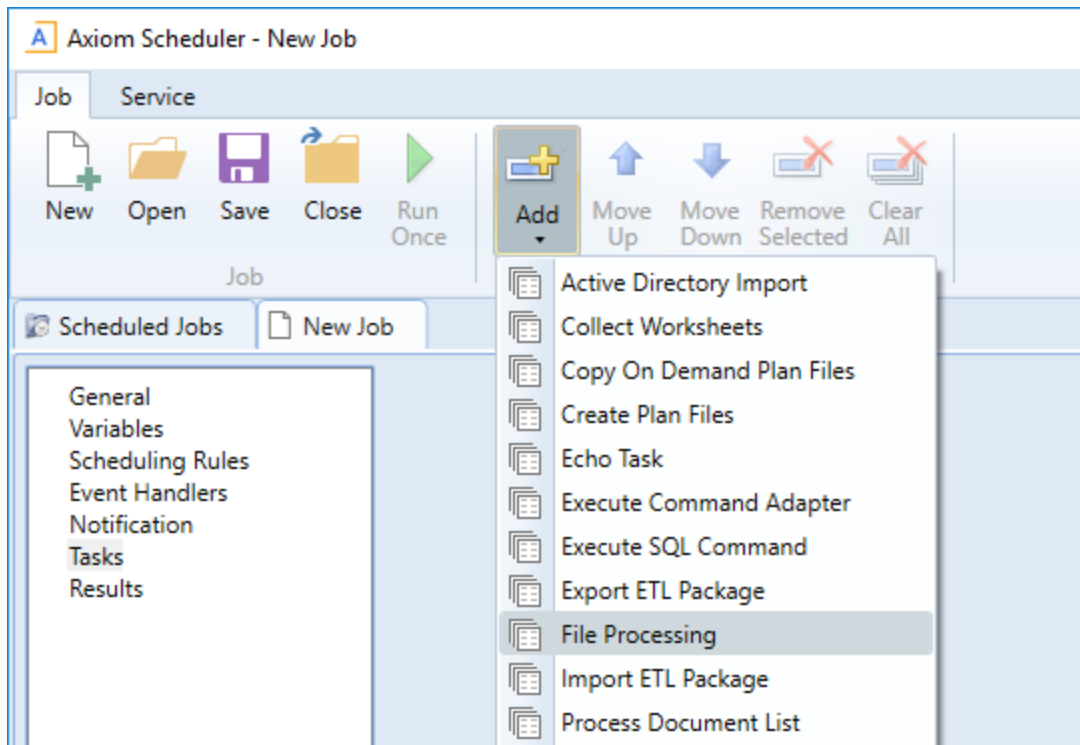 A Axiom Scheduler - New Job
Job Service
New Open Save Close Run Once Add Move Up Move Down Remove Selected Clear All
Job
Scheduled Jobs New Job
General
Variables
Scheduling Rules
Event Handlers
Notification
Tasks
Results
Active Directory Import
Collect Worksheets
Copy On Demand Plan Files
Create Plan Files
Echo Task
Execute Command Adapter
Execute SQL Command
Export ETL Package
File Processing
Import ETL Package
Process Document List